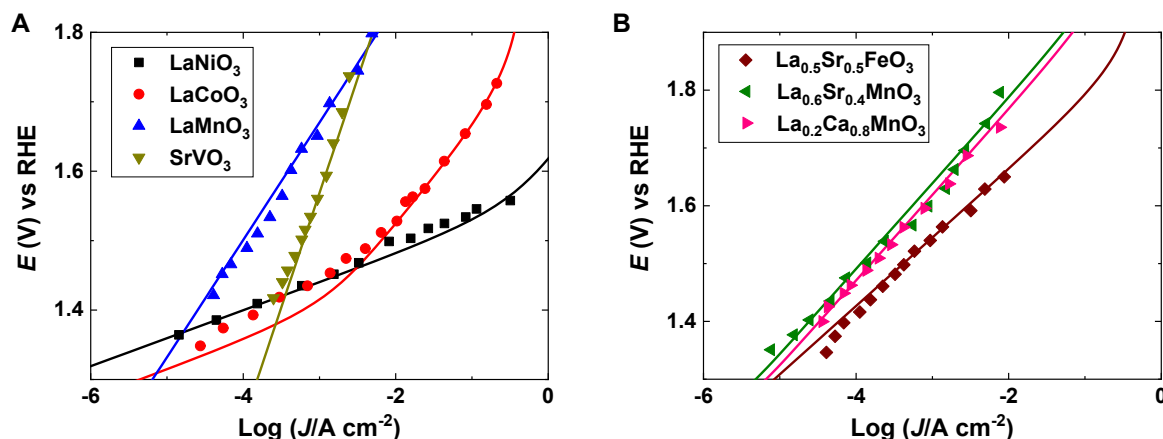 A
E (V) vs RHE
1.8
1.6
1.4
LaNiO3
LaCoO3
LaMnO3
SrVO3
-6
-4
-2
0
Log (J/A cm-2)
B
E (V) vs RHE
1.8
1.6
1.4
La0.5Sr0.5FeO3
La0.6Sr0.4MnO3
La0.2Ca0.8MnO3
-6
-4
-2
0
Log (J/A cm-2)